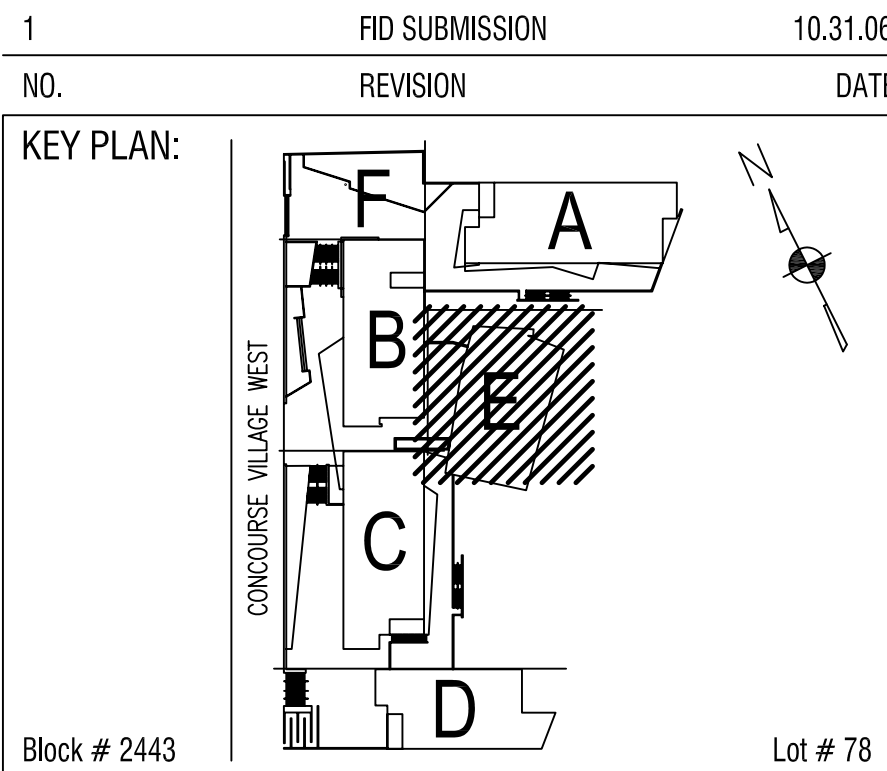 1 FID SUBMISSION 10.31.06
NO. REVISION DATE
KEY PLAN:
N
F
A
B
E
CONCOURSE VILLAGE WEST
C
D
Block # 2443
Lot # 78